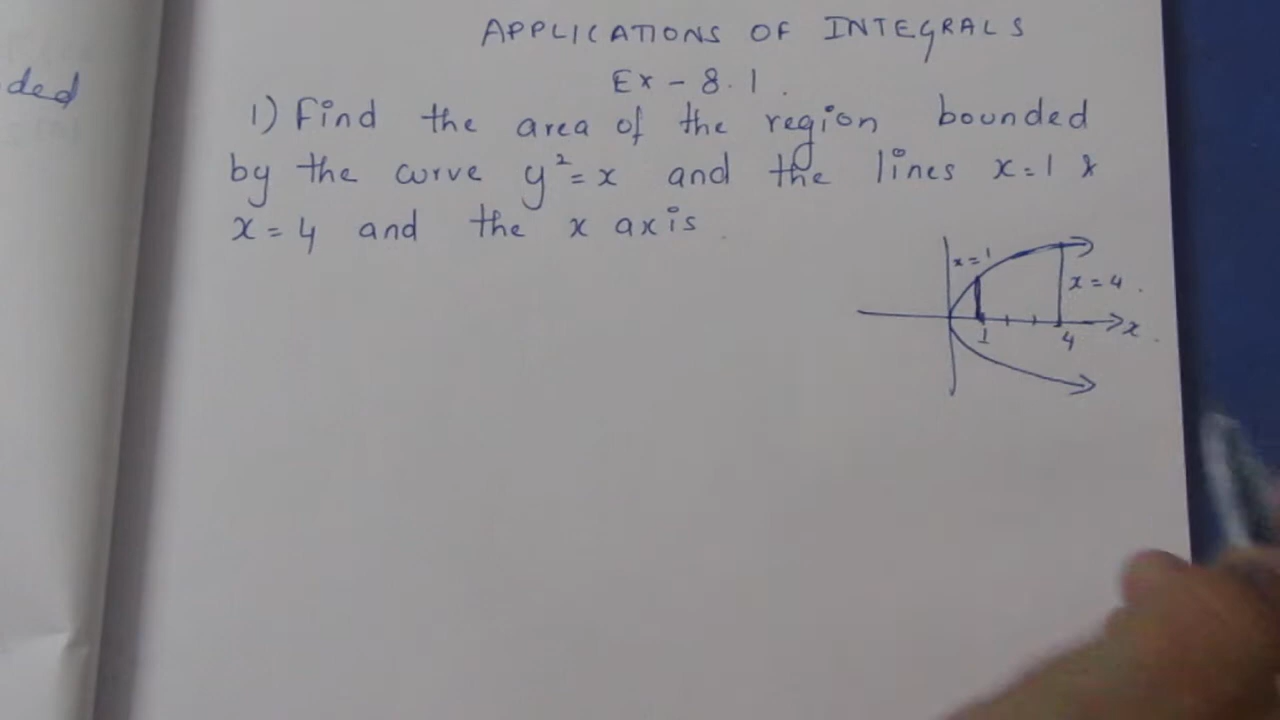 ded
APPLICATIONS OF INTEGRALS
Ex - 8.1.
1) Find the area of the region bounded
by the curve y²=x and the lines x=1 &
x=4 and the x axis.
x=1
x=4.
1
4
x.